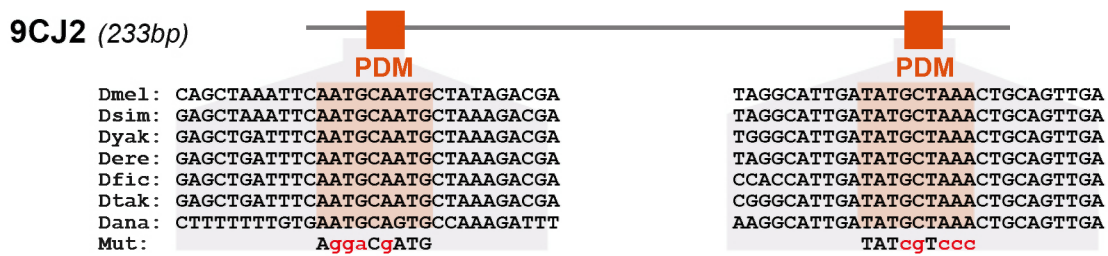 9CJ2 (233bp)
PDM PDM
Dmel: CAGCTAAATTCAATGCAATGCTATAGACGA TAGGCATTGATATGCTAAACTGCAGTTGA
Dsim: GAGCTAAATTCAATGCAATGCTAAAGACGA TAGGCATTGATATGCTAAACTGCAGTTGA
Dyak: GAGCTGATTTCAATGCAATGCTAAAGACGA TGGGCATTGATATGCTAAACTGCAGTTGA
Dere: GAGCTGATTTCAATGCAATGCTAAAGACGA TAGGCATTGATATGCTAAACTGCAGTTGA
Dfic: GAGCTGATTTCAATGCAATGCTAAAGACGA CCACCATTGATATGCTAAACTGCAGTTGA
Dtak: GAGCTGATTTCAATGCAATGCTAAAGACGA CGGGCATTGATATGCTAAACTGCAGTTGA
Dana: CTTTTTTTGTGAATGCAGTGCCAAAGATTT AAGGCATTGATATGCTAAACTGCAGTTGA
Mut: AggaCgATG TATcgTccc